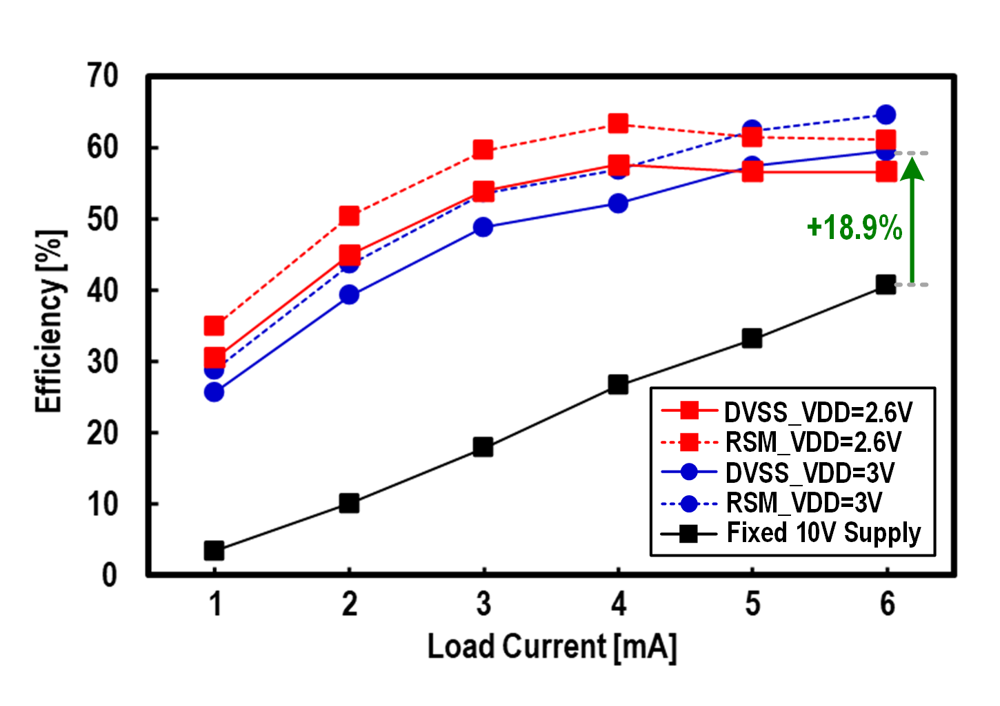 70
60
50
40
30
20
10
0
Efficiency [%]
+18.9%
DVSS_VDD=2.6V
RSM_VDD=2.6V
DVSS_VDD=3V
RSM_VDD=3V
Fixed 10V Supply
1 2 3 4 5 6
Load Current [mA]